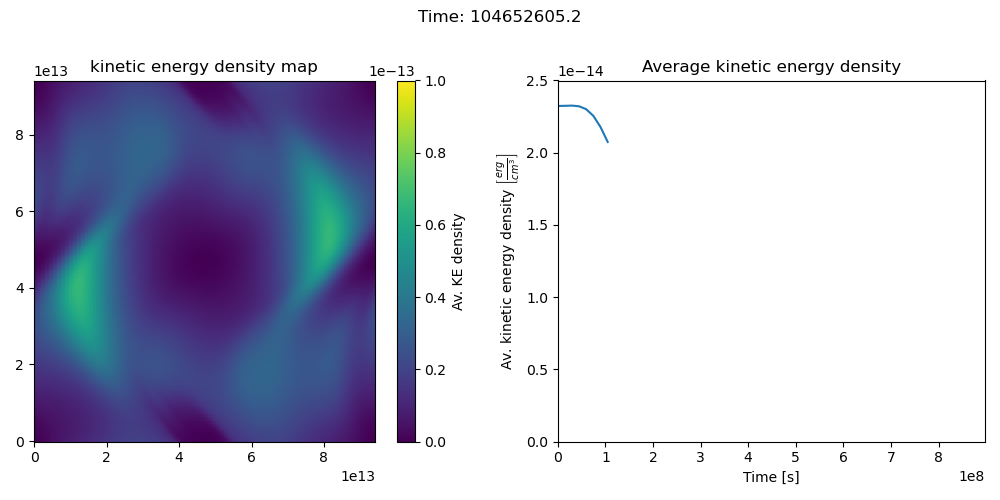 Time: 104652605.2
kinetic energy density map
1e13
1e−13
8
6
4
2
0
0 2 4 6 8
1e13
1.0
0.8
0.6
0.4
0.2
0.0
Av. KE density
Average kinetic energy density
1e−14
2.5
2.0
1.5
1.0
0.5
0.0
Av. kinetic energy density [erg/cm³]
0 1 2 3 4 5 6 7 8
Time [s]
1e8